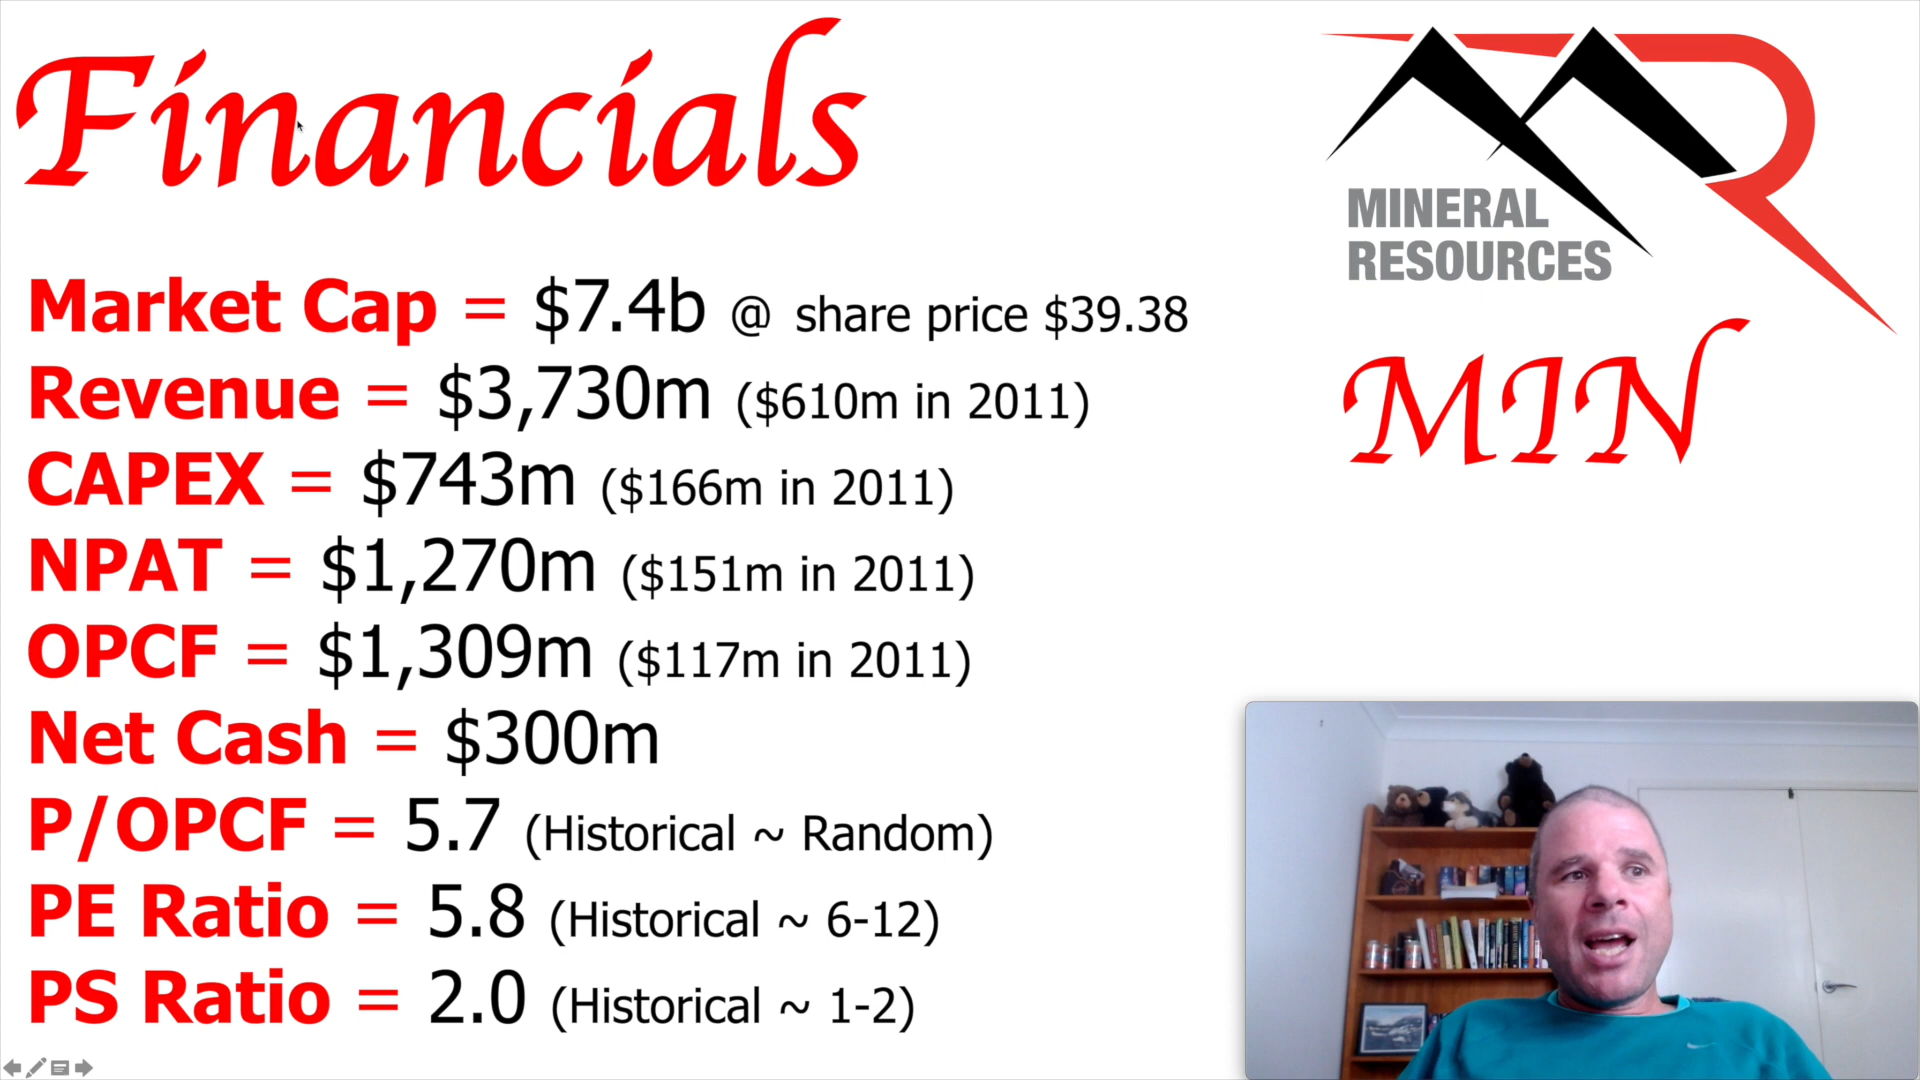 Financials
MINERAL
RESOURCES
MIN
Market Cap = $7.4b @ share price $39.38
Revenue = $3,730m ($610m in 2011)
CAPEX = $743m ($166m in 2011)
NPAT = $1,270m ($151m in 2011)
OPCF = $1,309m ($117m in 2011)
Net Cash = $300m
P/OPCF = 5.7 (Historical ~ Random)
PE Ratio = 5.8 (Historical ~ 6-12)
PS Ratio = 2.0 (Historical ~ 1-2)